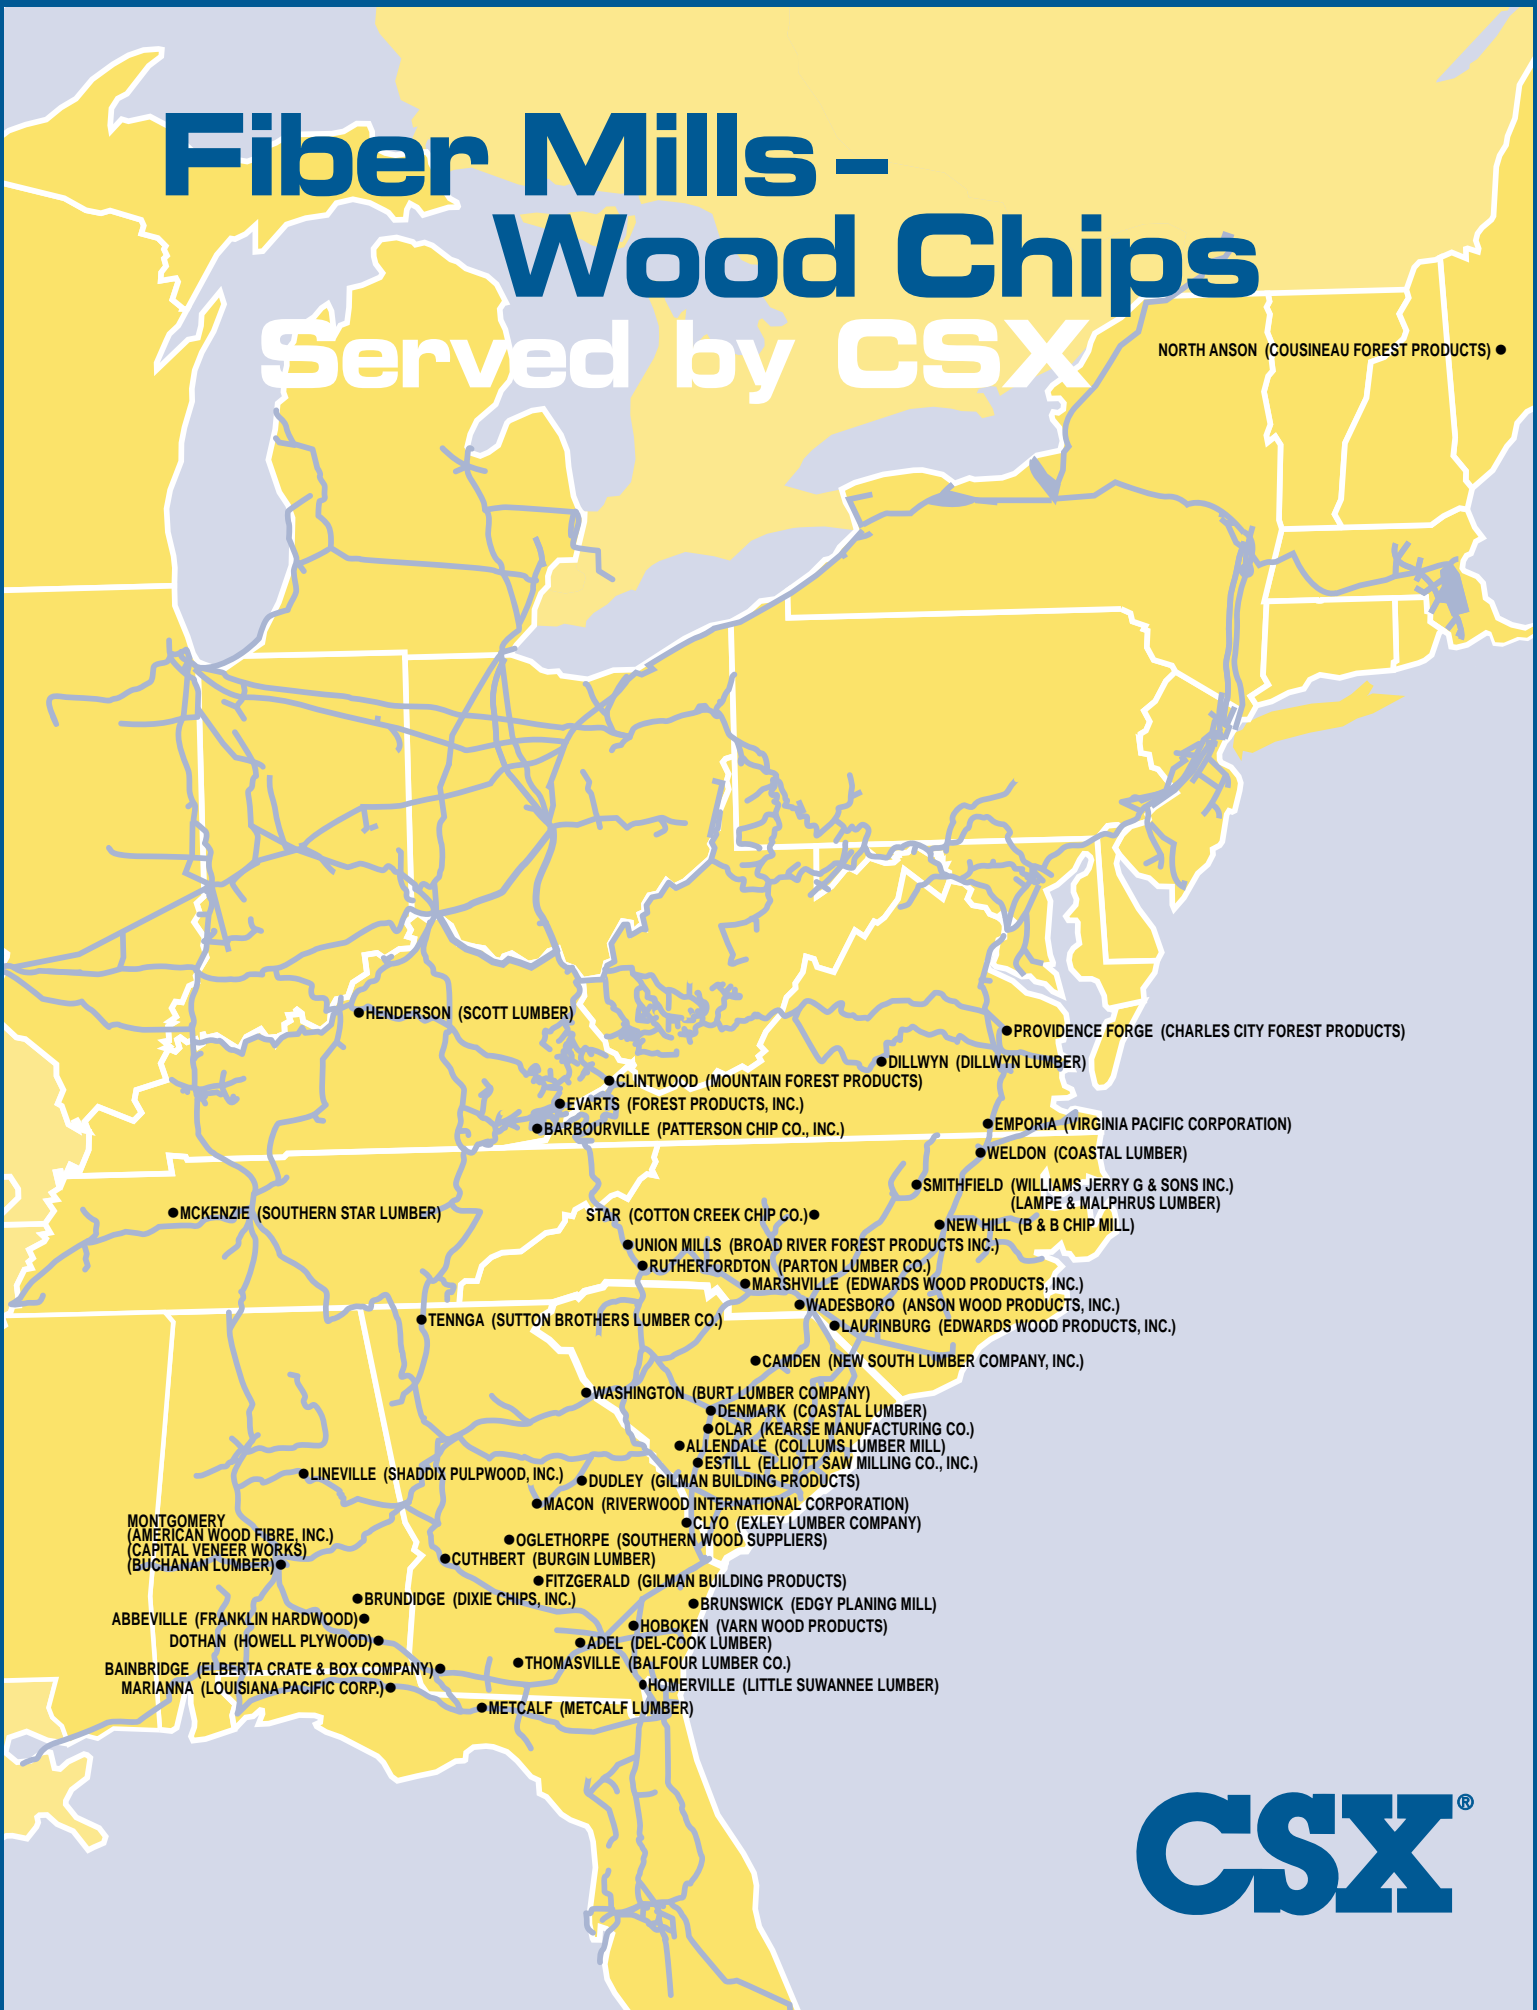 Fiber Mills –
Wood Chips
Served by CSX
NORTH ANSON (COUSINEAU FOREST PRODUCTS)
HENDERSON (SCOTT LUMBER)
PROVIDENCE FORGE (CHARLES CITY FOREST PRODUCTS)
DILLWYN (DILLWYN LUMBER)
CLINTWOOD (MOUNTAIN FOREST PRODUCTS)
EVARTS (FOREST PRODUCTS, INC.)
BARBOURVILLE (PATTERSON CHIP CO., INC.)
EMPORIA (VIRGINIA PACIFIC CORPORATION)
WELDON (COASTAL LUMBER)
SMITHFIELD (WILLIAMS JERRY G & SONS INC.)
(LAMPE & MALPHRUS LUMBER)
MCKENZIE (SOUTHERN STAR LUMBER)
STAR (COTTON CREEK CHIP CO.)
NEW HILL (B & B CHIP MILL)
UNION MILLS (BROAD RIVER FOREST PRODUCTS INC.)
RUTHERFORDTON (PARTON LUMBER CO.)
MARSHVILLE (EDWARDS WOOD PRODUCTS, INC.)
WADESBORO (ANSON WOOD PRODUCTS, INC.)
TENNGA (SUTTON BROTHERS LUMBER CO.)
LAURINBURG (EDWARDS WOOD PRODUCTS, INC.)
CAMDEN (NEW SOUTH LUMBER COMPANY, INC.)
WASHINGTON (BURT LUMBER COMPANY)
DENMARK (COASTAL LUMBER)
OLAR (KEARSE MANUFACTURING CO.)
ALLENDALE (COLLUMS LUMBER MILL)
ESTILL (ELLIOTT SAW MILLING CO., INC.)
LINEVILLE (SHADDIX PULPWOOD, INC.)
DUDLEY (GILMAN BUILDING PRODUCTS)
MACON (RIVERWOOD INTERNATIONAL CORPORATION)
CLYO (EXLEY LUMBER COMPANY)
MONTGOMERY
(AMERICAN WOOD FIBRE, INC.)
(CAPITAL VENEER WORKS)
(BUCHANAN LUMBER)
OGLETHORPE (SOUTHERN WOOD SUPPLIERS)
CUTHBERT (BURGIN LUMBER)
FITZGERALD (GILMAN BUILDING PRODUCTS)
BRUNDIDGE (DIXIE CHIPS, INC.)
BRUNSWICK (EDGY PLANING MILL)
ABBEVILLE (FRANKLIN HARDWOOD)
HOBOKEN (VARN WOOD PRODUCTS)
DOTHAN (HOWELL PLYWOOD)
ADEL (DEL-COOK LUMBER)
THOMASVILLE (BALFOUR LUMBER CO.)
BAINBRIDGE (ELBERTA CRATE & BOX COMPANY)
HOMERVILLE (LITTLE SUWANNEE LUMBER)
MARIANNA (LOUISIANA PACIFIC CORP.)
METCALF (METCALF LUMBER)
CSX®